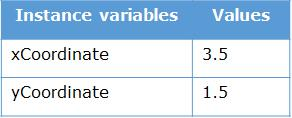 Instance variables Values
xCoordinate 3.5
yCoordinate 1.5